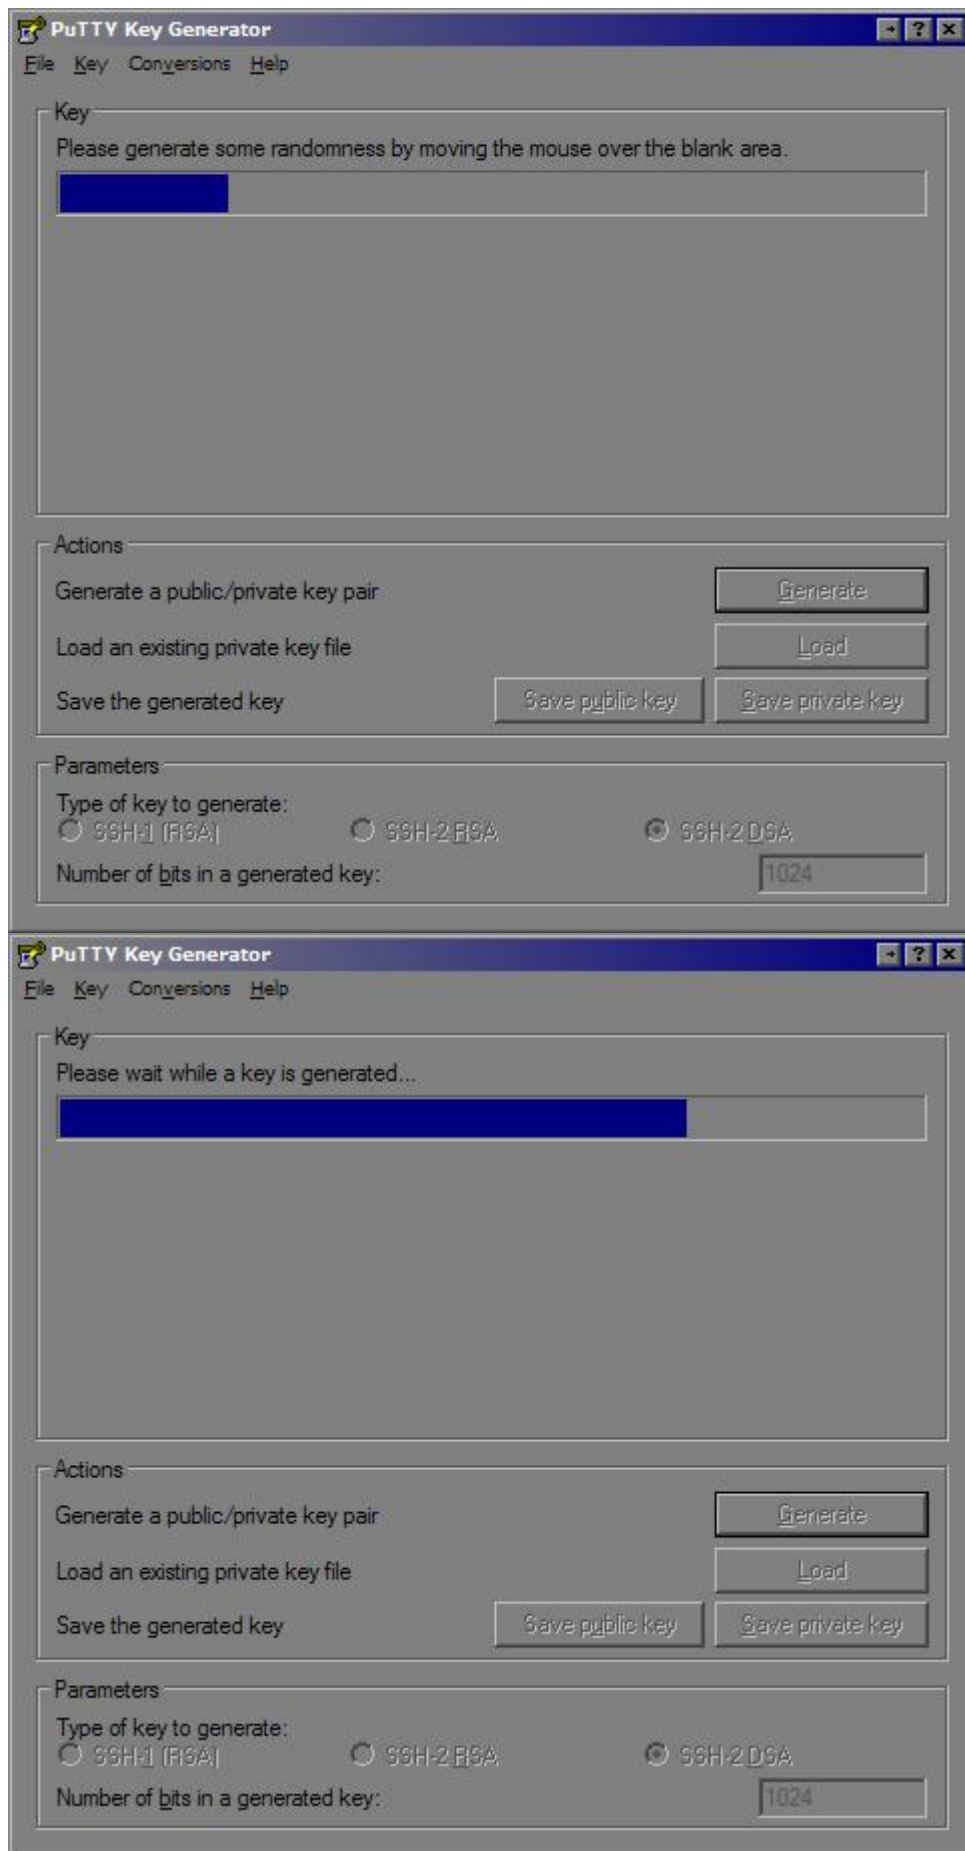 PuTTY Key Generator
File Key Conversions Help
Key
Please generate some randomness by moving the mouse over the blank area.
Actions
Generate a public/private key pair Generate
Load an existing private key file Load
Save the generated key Save public key Save private key
Parameters
Type of key to generate:
SSH-1 (RSA) SSH-2 RSA SSH-2 DSA
Number of bits in a generated key: 1024
PuTTY Key Generator
File Key Conversions Help
Key
Please wait while a key is generated...
Actions
Generate a public/private key pair Generate
Load an existing private key file Load
Save the generated key Save public key Save private key
Parameters
Type of key to generate:
SSH-1 (RSA) SSH-2 RSA SSH-2 DSA
Number of bits in a generated key: 1024